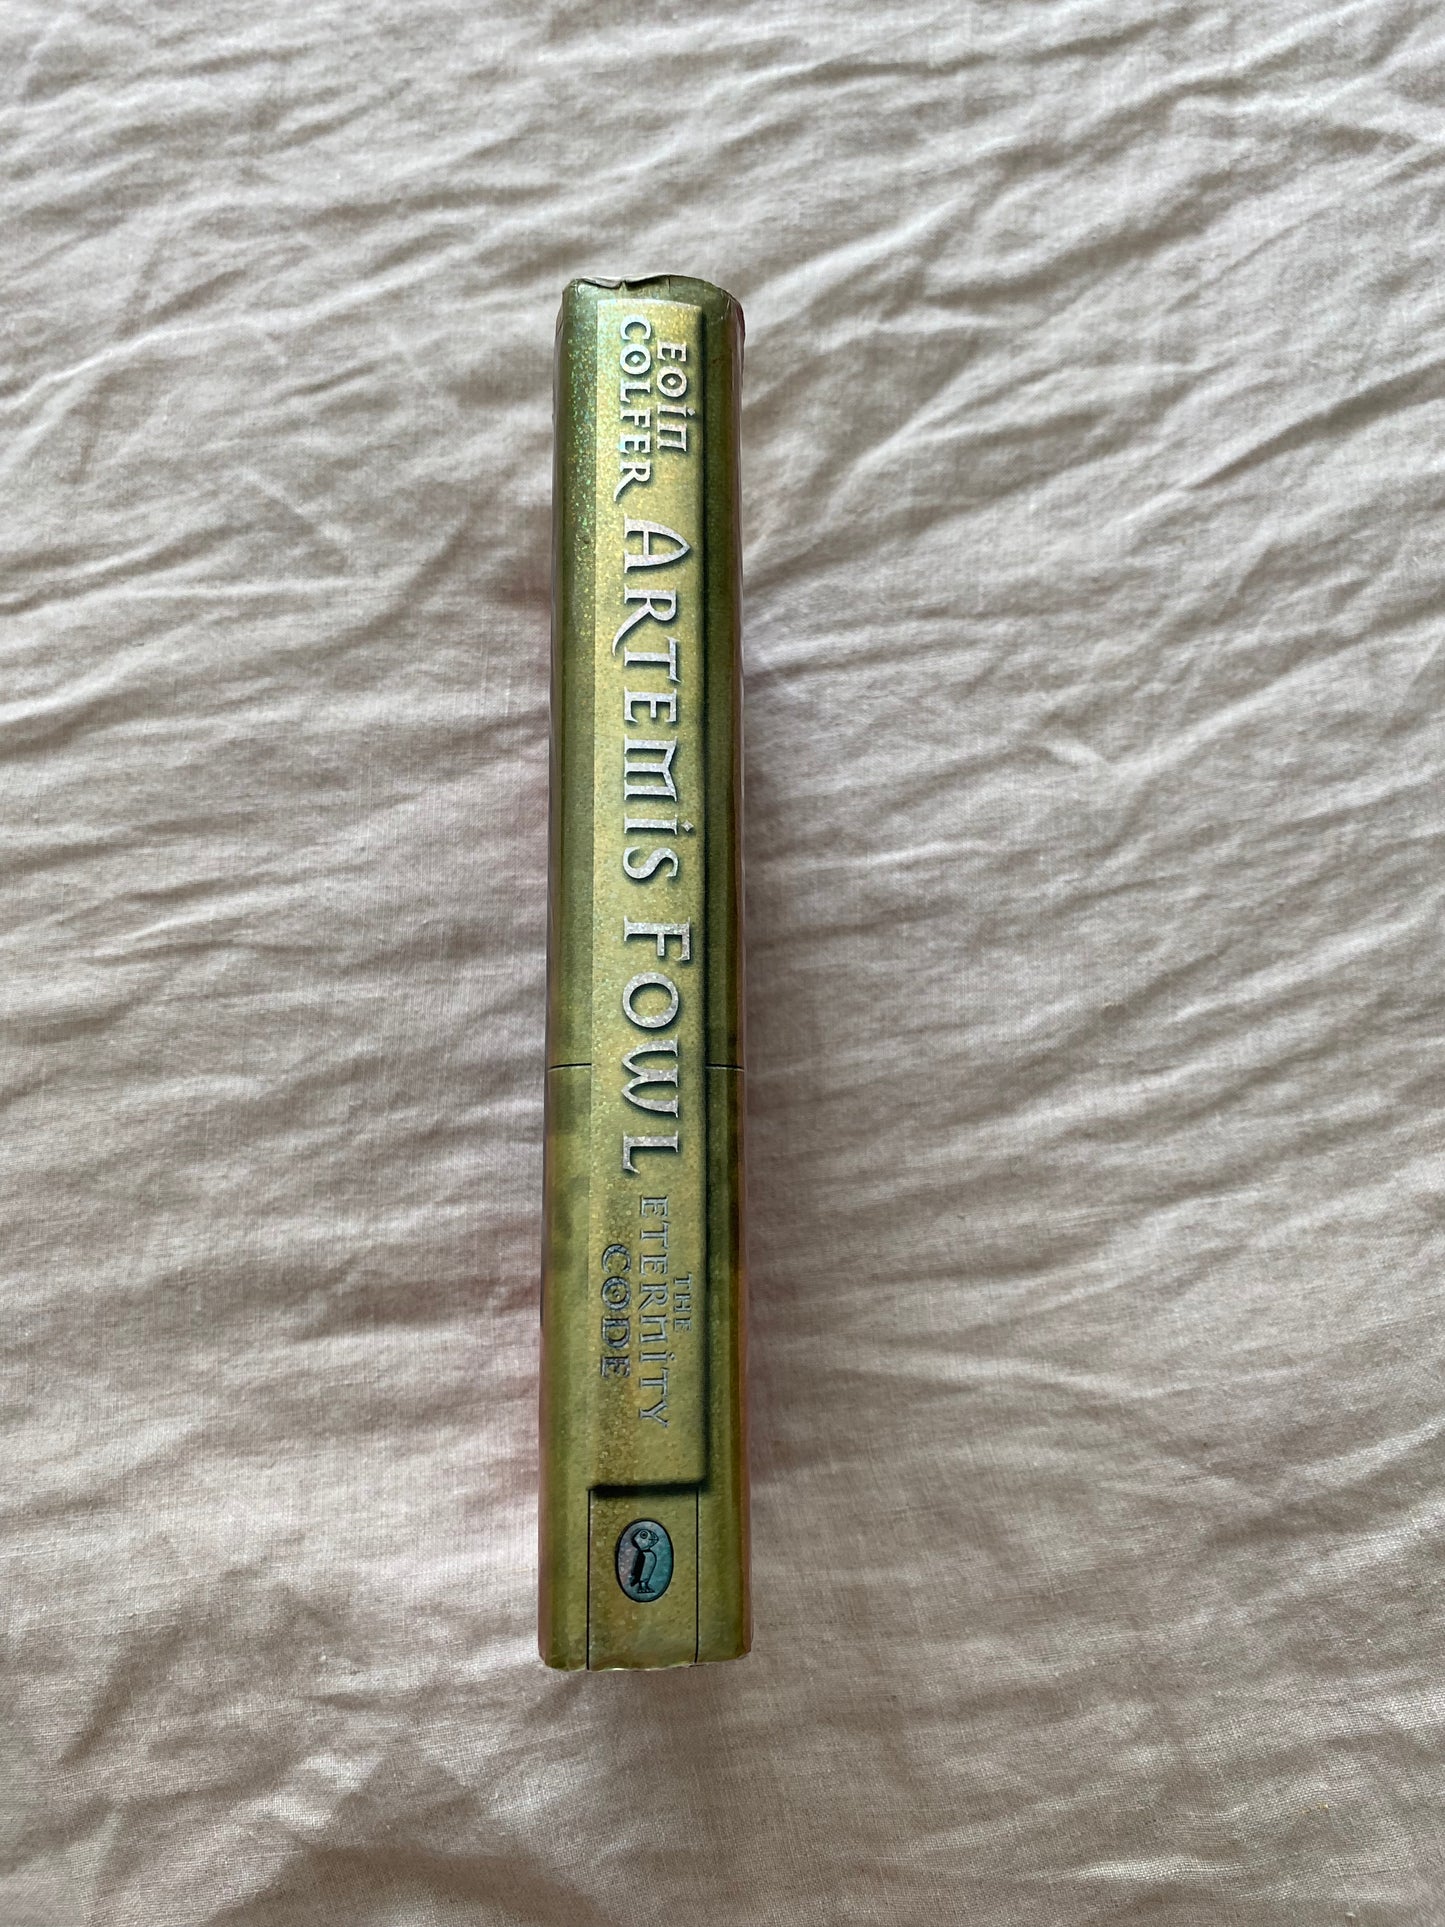 EOIN
COLFER
ARTEMIS FOWL
THE
ETERNITY
CODE